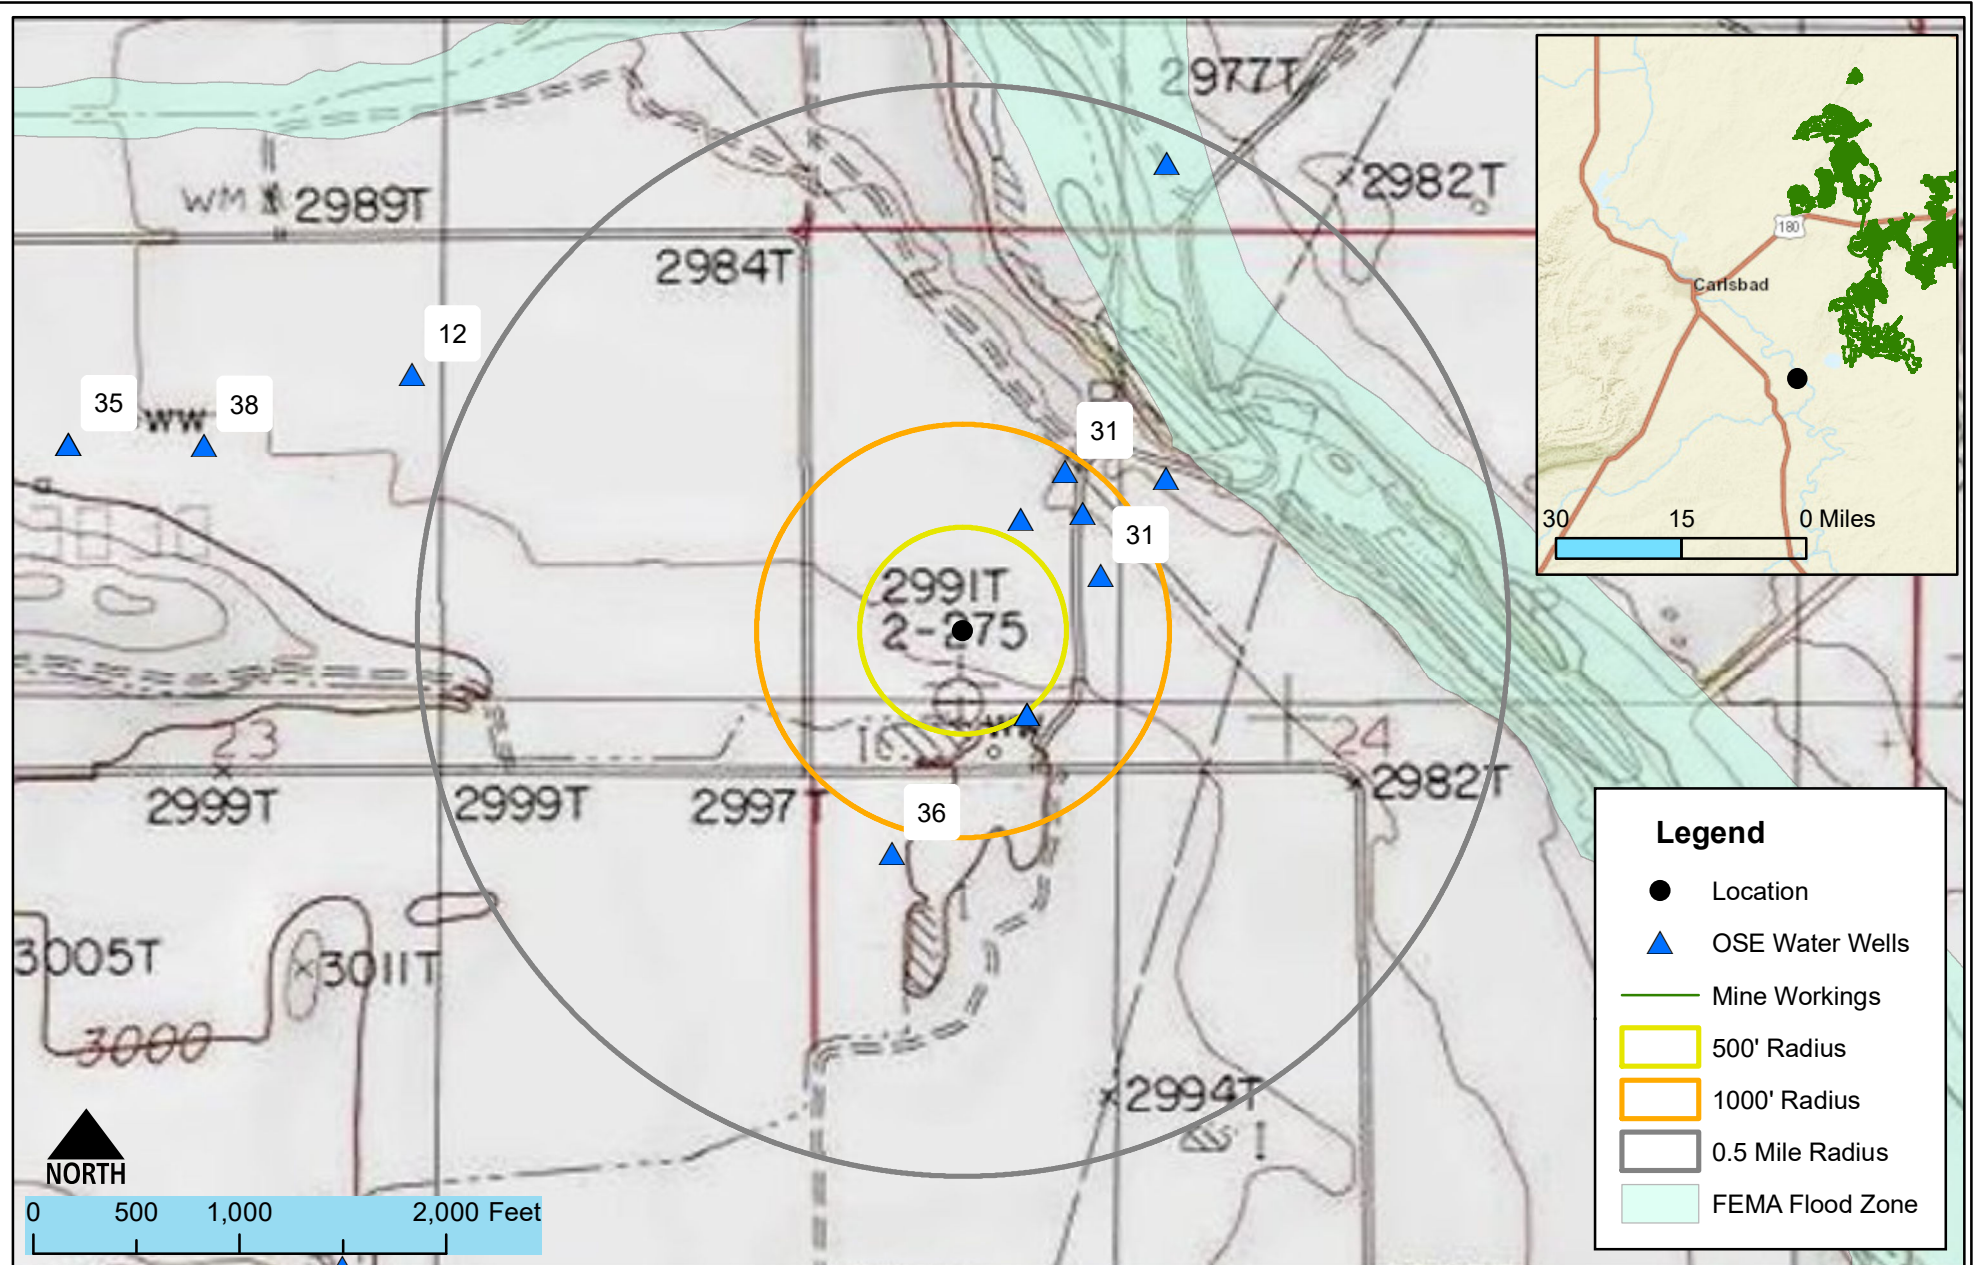 2977T
2982T
WM
2989T
2984T
12
35
WW
38
31
31
2991T
2-275
23
24
2999T
2999T
2997T
2982T
36
3005T
3011T
3000
2994T
NORTH
0 500 1,000 2,000 Feet
180
Carlsbad
30 15 0 Miles
Legend
Location
OSE Water Wells
Mine Workings
500' Radius
1000' Radius
0.5 Mile Radius
FEMA Flood Zone